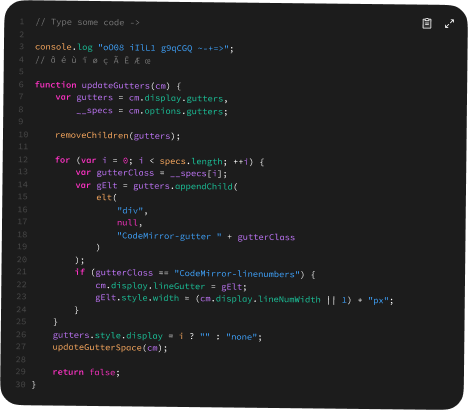 1 // Type some code ->
2
3 console.log "oO08 iIlL1 g9qCGQ ~-+=>";
4 // ô é ù ï ø ç Ã Ē Æ œ
5
6 function updateGutters(cm) {
7 var gutters = cm.display.gutters,
8 __specs = cm.options.gutters;
9
10 removeChildren(gutters);
11
12 for (var i = 0; i < specs.length; ++i) {
13 var gutterClass = __specs[i];
14 var gElt = gutters.appendChild(
15 elt(
16 "div",
17 null,
18 "CodeMirror-gutter " + gutterClass
19 )
20 );
21 if (gutterClass == "CodeMirror-linenumbers") {
22 cm.display.lineGutter = gElt;
23 gElt.style.width = (cm.display.lineNumWidth || 1) + "px";
24 }
25 }
26 gutters.style.display = i ? "" : "none";
27 updateGutterSpace(cm);
28
29 return false;
30 }